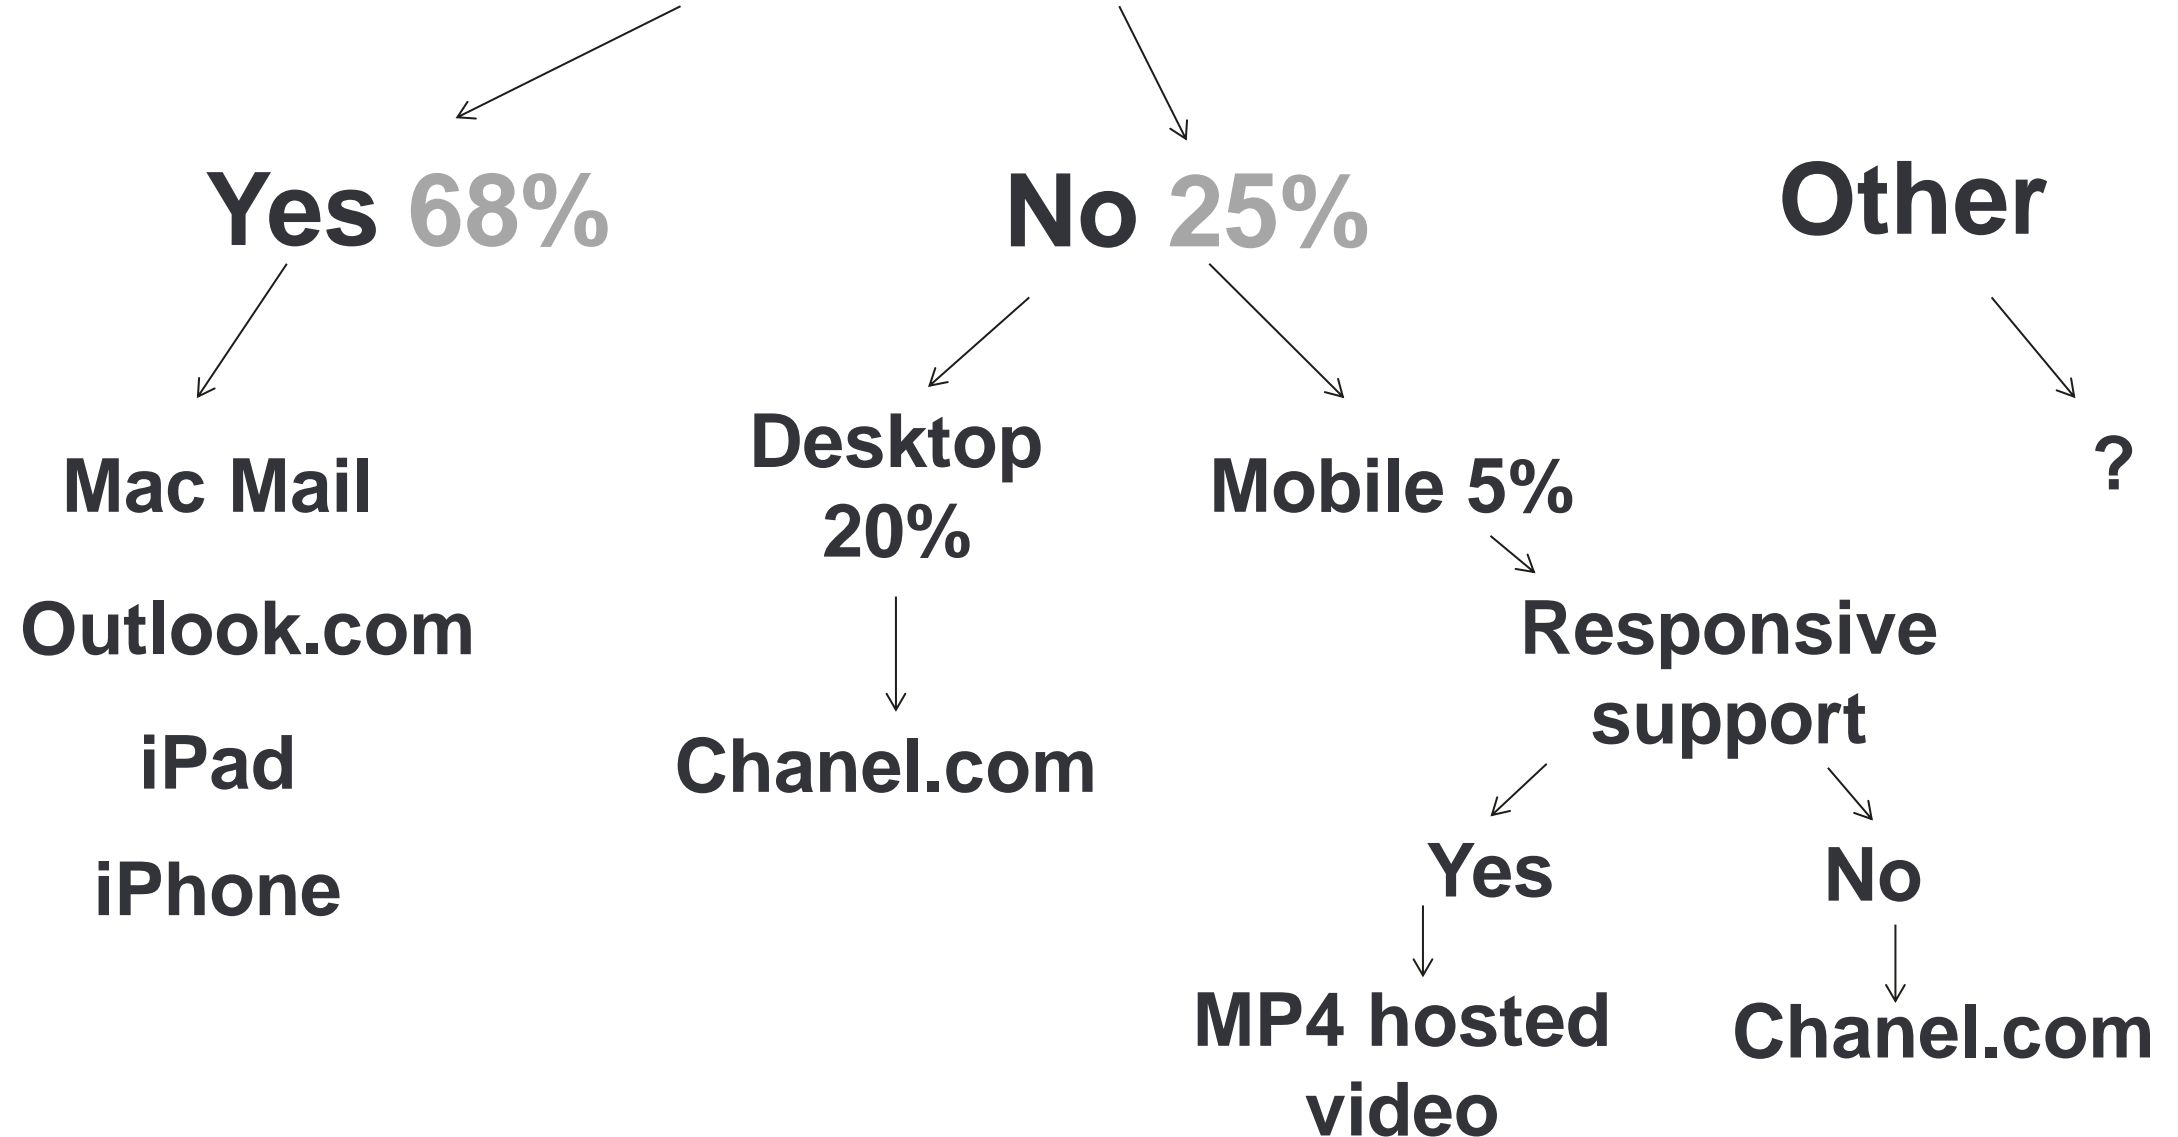 Yes 68%
No 25%
Other
Mac Mail
Outlook.com
iPad
iPhone
Desktop
20%
Chanel.com
Mobile 5%
Responsive
support
Yes
MP4 hosted
video
No
Chanel.com
?